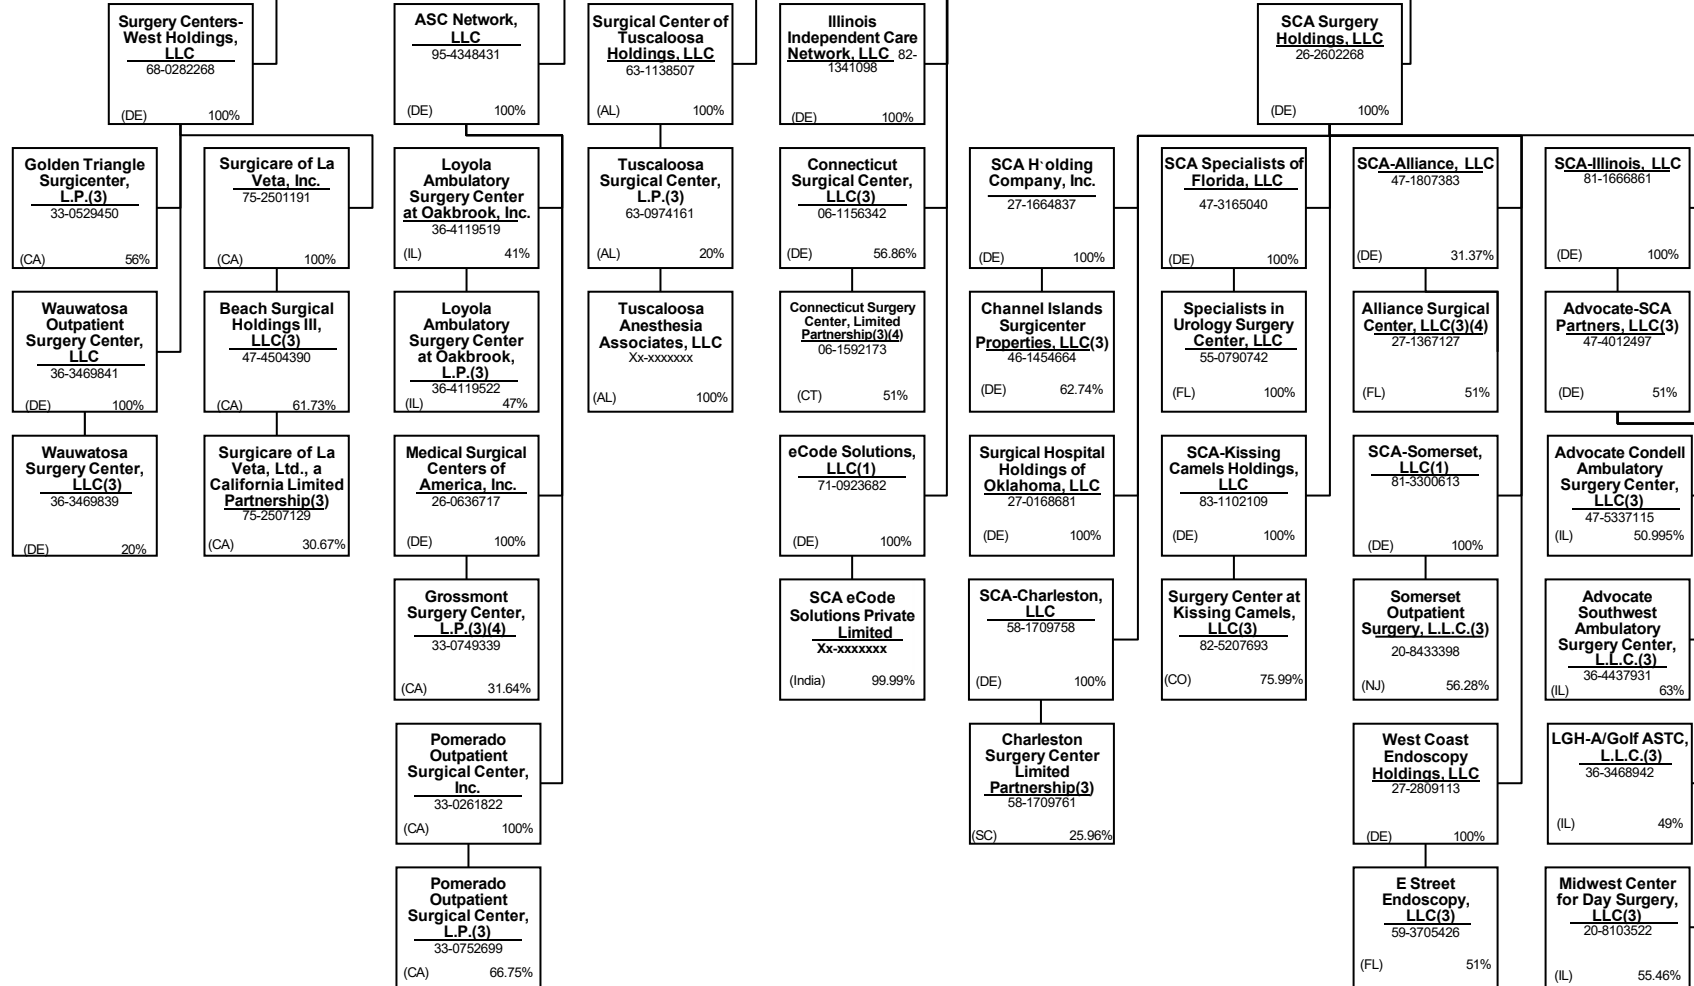 Surgery Centers-
West Holdings,
LLC
68-0282268
(DE) 100%
ASC Network,
LLC
95-4348431
(DE) 100%
Surgical Center of
Tuscaloosa
Holdings, LLC
63-1138507
(AL) 100%
Illinois
Independent Care
Network, LLC 82-
1341098
(DE) 100%
SCA Surgery
Holdings, LLC
26-2602268
(DE) 100%
Golden Triangle
Surgicenter,
L.P.(3)
33-0529450
(CA) 56%
Surgicare of La
Veta, Inc.
75-2501191
(CA) 100%
Loyola
Ambulatory
Surgery Center
at Oakbrook, Inc.
36-4119519
(IL) 41%
Tuscaloosa
Surgical Center,
L.P.(3)
63-0974161
(AL) 20%
Connecticut
Surgical Center,
LLC(3)
06-1156342
(DE) 56.86%
SCA H`olding
Company, Inc.
27-1664837
(DE) 100%
SCA Specialists of
Florida, LLC
47-3165040
(DE) 100%
SCA-Alliance, LLC
47-1807383
(DE) 31.37%
SCA-Illinois, LLC
81-1666861
(DE) 100%
Wauwatosa
Outpatient
Surgery Center,
LLC
36-3469841
(DE) 100%
Beach Surgical
Holdings III,
LLC(3)
47-4504390
(CA) 61.73%
Loyola
Ambulatory
Surgery Center
at Oakbrook,
L.P.(3)
36-4119522
(IL) 47%
Tuscaloosa
Anesthesia
Associates, LLC
Xx-xxxxxxx
(AL) 100%
Connecticut Surgery
Center, Limited
Partnership(3)(4)
06-1592173
(CT) 51%
Channel Islands
Surgicenter
Properties, LLC(3)
46-1454664
(DE) 62.74%
Specialists in
Urology Surgery
Center, LLC
55-0790742
(FL) 100%
Alliance Surgical
Center, LLC(3)(4)
27-1367127
(FL) 51%
Advocate-SCA
Partners, LLC(3)
47-4012497
(DE) 51%
Wauwatosa
Surgery Center,
LLC(3)
36-3469839
(DE) 20%
Surgicare of La
Veta, Ltd., a
California Limited
Partnership(3)
75-2507129
(CA) 30.67%
Medical Surgical
Centers of
America, Inc.
26-0636717
(DE) 100%
eCode Solutions,
LLC(1)
71-0923682
(DE) 100%
Surgical Hospital
Holdings of
Oklahoma, LLC
27-0168681
(DE) 100%
SCA-Kissing
Camels Holdings,
LLC
83-1102109
(DE) 100%
SCA-Somerset,
LLC(1)
81-3300613
(DE) 100%
Advocate Condell
Ambulatory
Surgery Center,
LLC(3)
47-5337115
(IL) 50.995%
Grossmont
Surgery Center,
L.P.(3)(4)
33-0749339
(CA) 31.64%
SCA eCode
Solutions Private
Limited
Xx-xxxxxxx
(India) 99.99%
SCA-Charleston,
LLC
58-1709758
(DE) 100%
Surgery Center at
Kissing Camels,
LLC(3)
82-5207693
(CO) 75.99%
Somerset
Outpatient
Surgery, L.L.C.(3)
20-8433398
(NJ) 56.28%
Advocate
Southwest
Ambulatory
Surgery Center,
L.L.C.(3)
36-4437931
(IL) 63%
Pomerado
Outpatient
Surgical Center,
Inc.
33-0261822
(CA) 100%
Charleston
Surgery Center
Limited
Partnership(3)
58-1709761
(SC) 25.96%
West Coast
Endoscopy
Holdings, LLC
27-2809113
(DE) 100%
LGH-A/Golf ASTC,
L.L.C.(3)
36-3468942
(IL) 49%
Pomerado
Outpatient
Surgical Center,
L.P.(3)
33-0752699
(CA) 66.75%
E Street
Endoscopy,
LLC(3)
59-3705426
(FL) 51%
Midwest Center
for Day Surgery,
LLC(3)
20-8103522
(IL) 55.46%